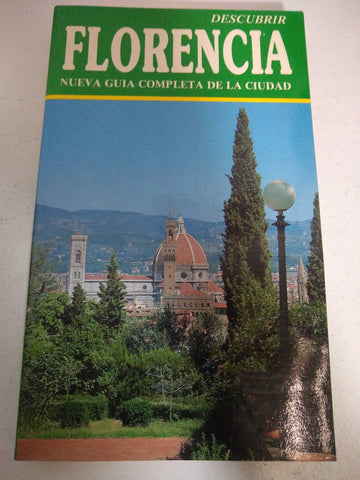 DESCUBRIR
FLORENCIA
NUEVA GUIA COMPLETA DE LA CIUDAD